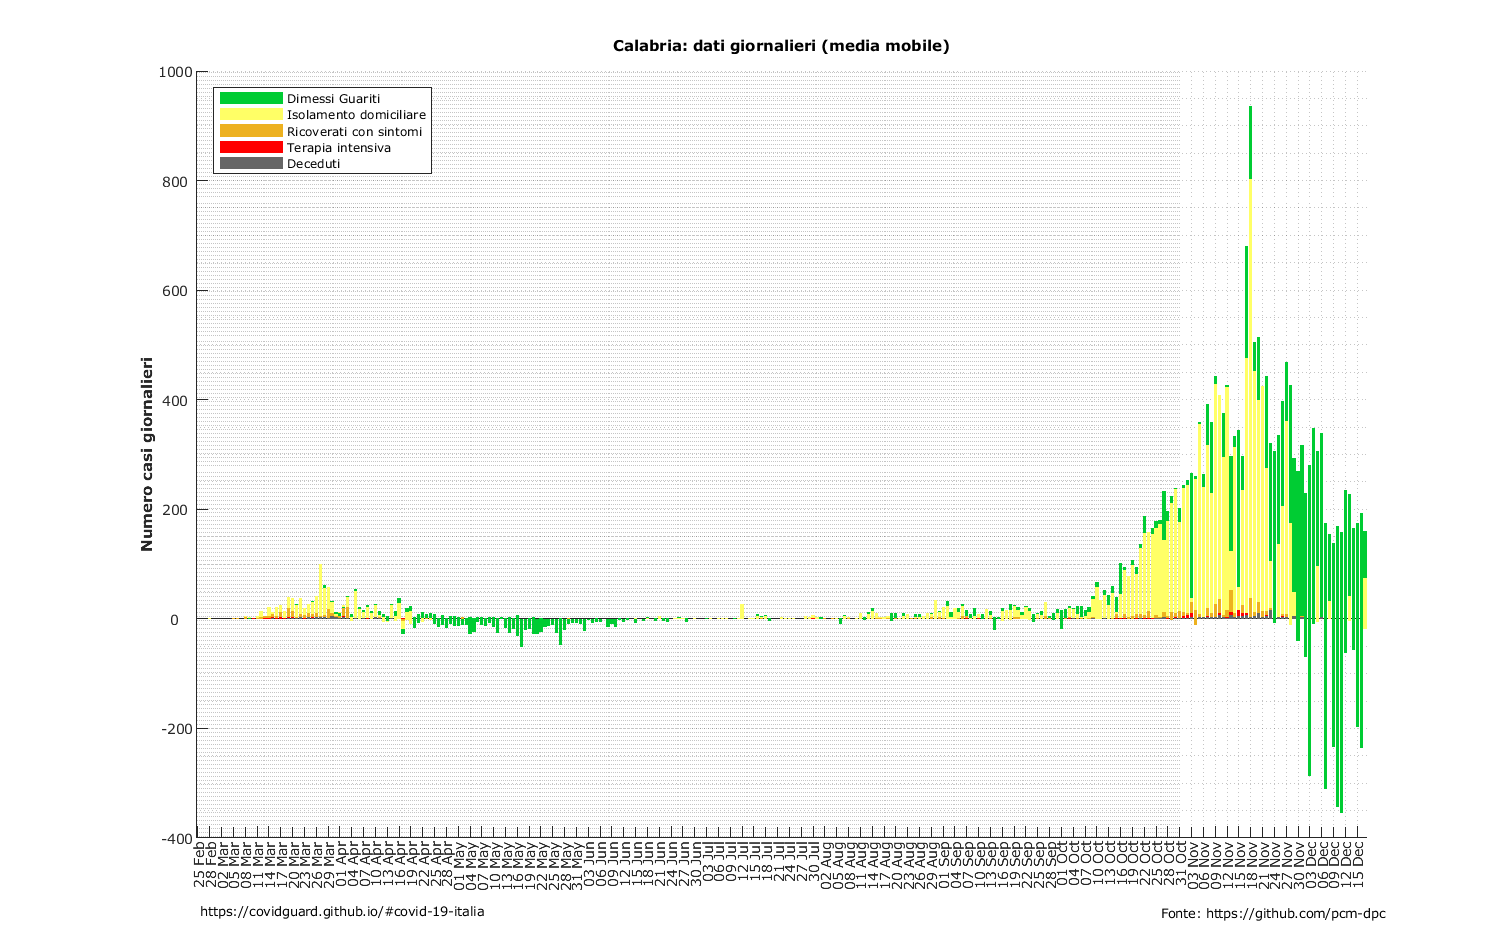 Calabria: dati giornalieri (media mobile)
1000
800
600
400
200
0
-200
-400
Numero casi giornalieri
Dimessi Guariti
Isolamento domiciliare
Ricoverati con sintomi
Terapia intensiva
Deceduti
25 Feb
28 Feb
02 Mar
05 Mar
08 Mar
11 Mar
14 Mar
17 Mar
20 Mar
23 Mar
26 Mar
29 Mar
01 Apr
04 Apr
07 Apr
10 Apr
13 Apr
16 Apr
19 Apr
22 Apr
25 Apr
28 Apr
01 May
04 May
07 May
10 May
13 May
16 May
19 May
22 May
25 May
28 May
31 May
03 Jun
06 Jun
09 Jun
12 Jun
15 Jun
18 Jun
21 Jun
24 Jun
27 Jun
30 Jun
03 Jul
06 Jul
09 Jul
12 Jul
15 Jul
18 Jul
21 Jul
24 Jul
27 Jul
30 Jul
02 Aug
05 Aug
08 Aug
11 Aug
14 Aug
17 Aug
20 Aug
23 Aug
26 Aug
29 Aug
01 Sep
04 Sep
07 Sep
10 Sep
13 Sep
16 Sep
19 Sep
22 Sep
25 Sep
28 Sep
01 Oct
04 Oct
07 Oct
10 Oct
13 Oct
16 Oct
19 Oct
22 Oct
25 Oct
28 Oct
31 Oct
03 Nov
06 Nov
09 Nov
12 Nov
15 Nov
18 Nov
21 Nov
24 Nov
27 Nov
30 Nov
03 Dec
06 Dec
09 Dec
12 Dec
15 Dec
https://covidguard.github.io/#covid-19-italia
Fonte: https://github.com/pcm-dpc